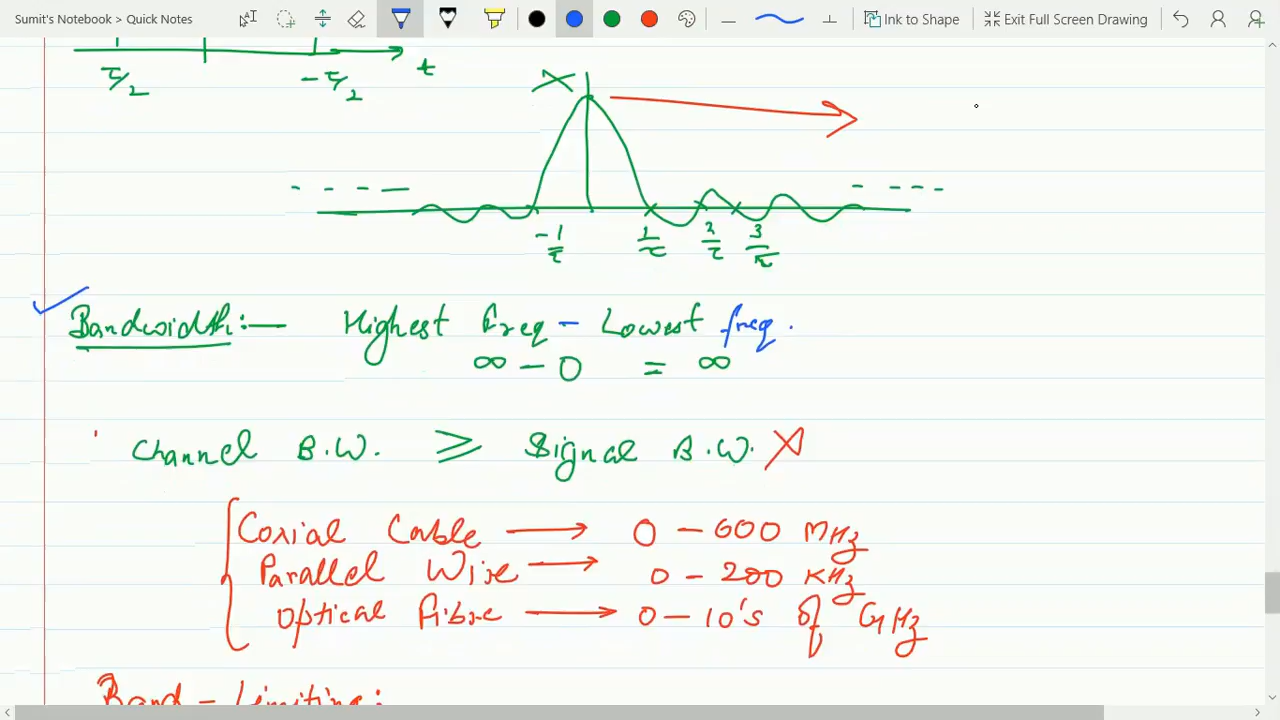 Sumit's Notebook > Quick Notes
Ink to Shape
Exit Full Screen Drawing
τ/2
-τ/2
t
X
-1/τ
1/τ
2/τ
3/τ
Bandwidth:— Highest Freq - Lowest freq.
∞ - 0 = ∞
Channel B.W. ≥ Signal B.W. X
Coxial Cable → 0 - 600 MHz
Parallel Wire → 0 - 200 KHz
Optical Fibre → 0 - 10's of GHz
Band - Limiting: